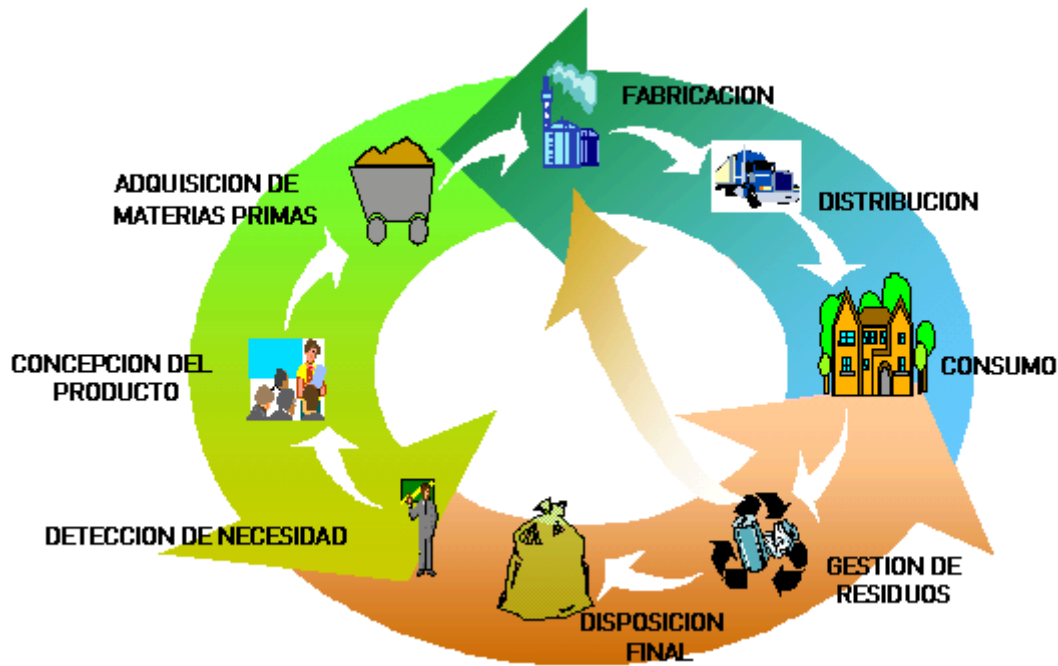 FABRICACION
ADQUISICION DE
MATERIAS PRIMAS
DISTRIBUCION
CONCEPCION DEL
PRODUCTO
CONSUMO
DETECCION DE NECESIDAD
GESTION DE
RESIDUOS
DISPOSICION
FINAL